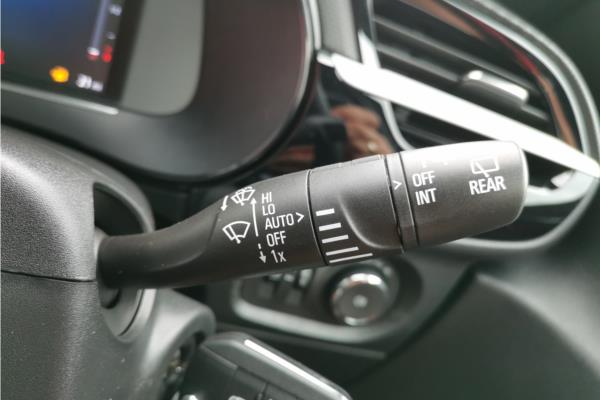 HI
LO
AUTO>
OFF
1x
OFF
INT
REAR